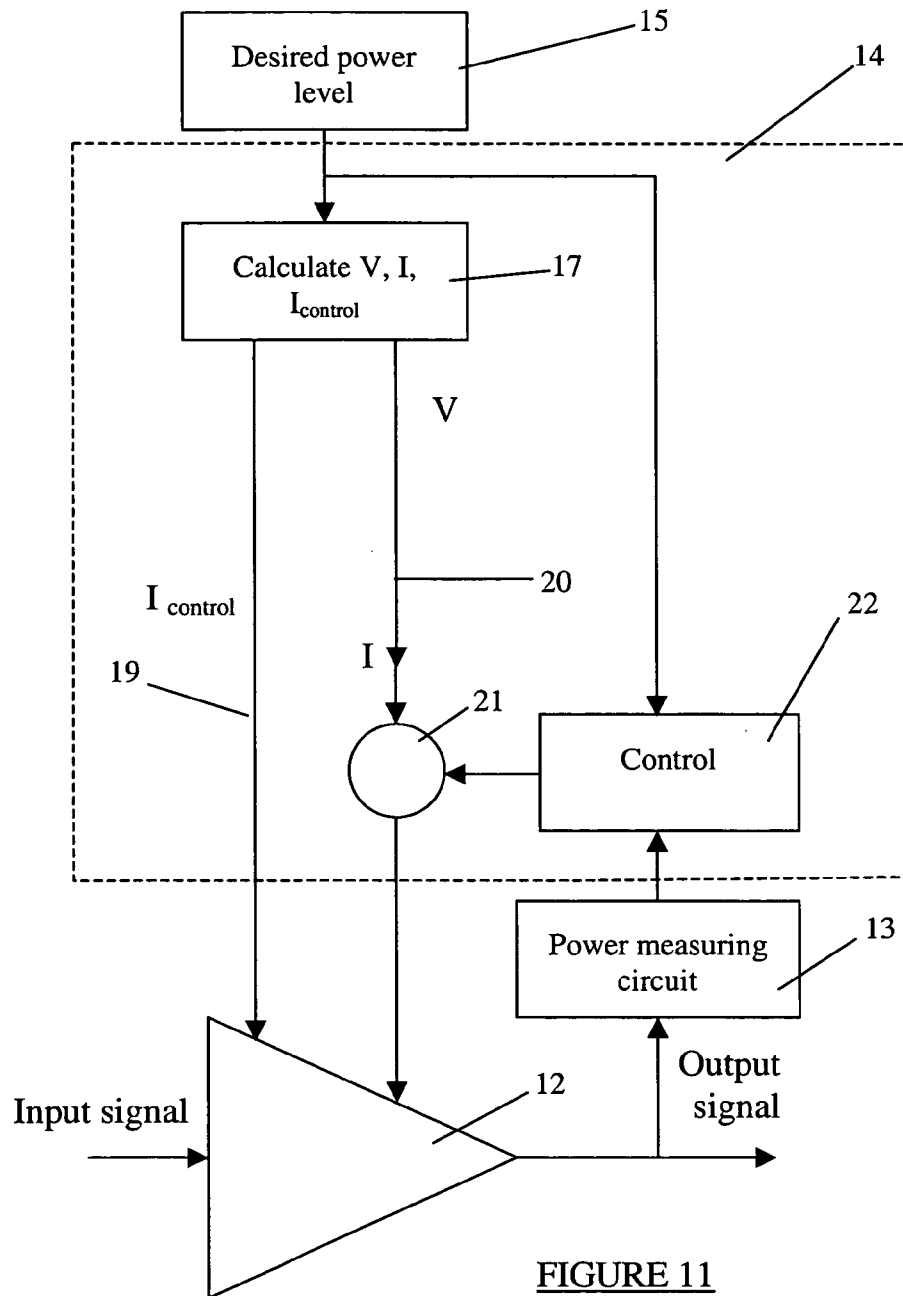 15
Desired power
level
14
Calculate V, I,
Icontrol
17
V
20
I control
22
I
19
21
Control
Power measuring
circuit
13
Output
signal
12
Input signal
FIGURE 11